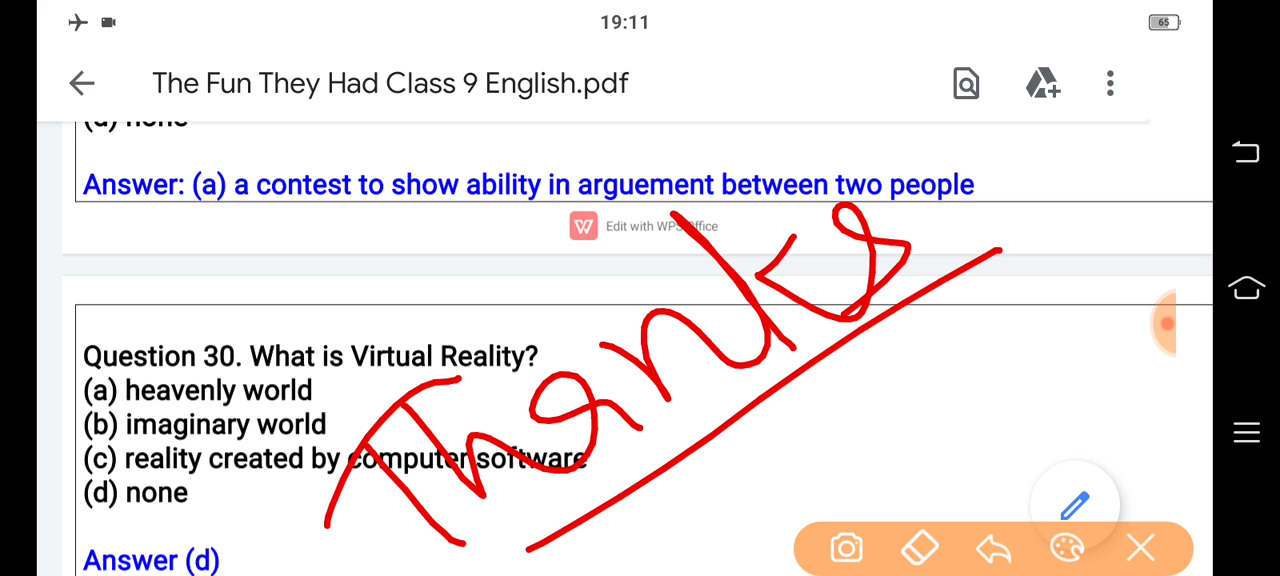 19:11
65
The Fun They Had Class 9 English.pdf
(d) none
Answer: (a) a contest to show ability in arguement between two people
Edit with WPS Office
Question 30. What is Virtual Reality?
(a) heavenly world
(b) imaginary world
(c) reality created by computer software
(d) none
Answer (d)
Thanks